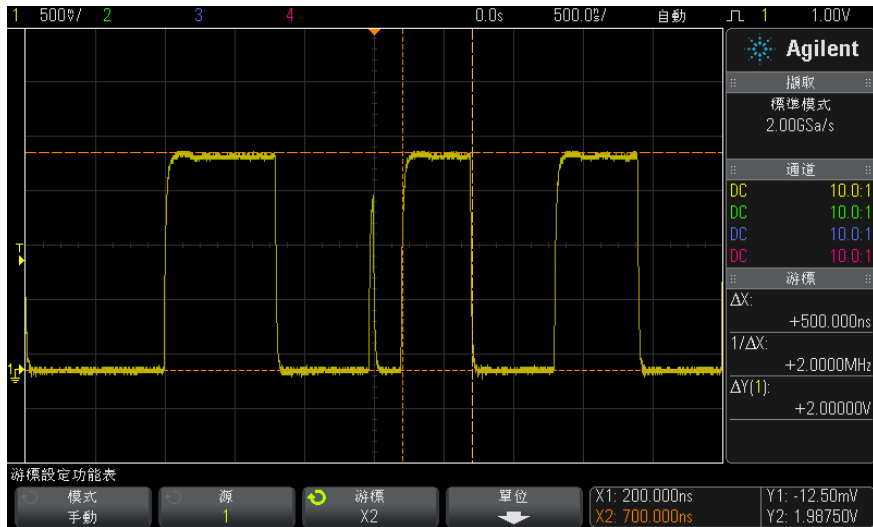 1 500mV/ 2 3 4 0.0s 500.0ns/ 自動 1 1.00V
Agilent
擷取
標準模式
2.00GSa/s
通道
DC 10.0:1
DC 10.0:1
DC 10.0:1
DC 10.0:1
游標
ΔX:
+500.000ns
1/ΔX:
+2.0000MHz
ΔY(1):
+2.00000V
T
1
游標設定功能表
模式
手動
源
1
游標
X2
單位
X1: 200.000ns
X2: 700.000ns
Y1: -12.50mV
Y2: 1.98750V